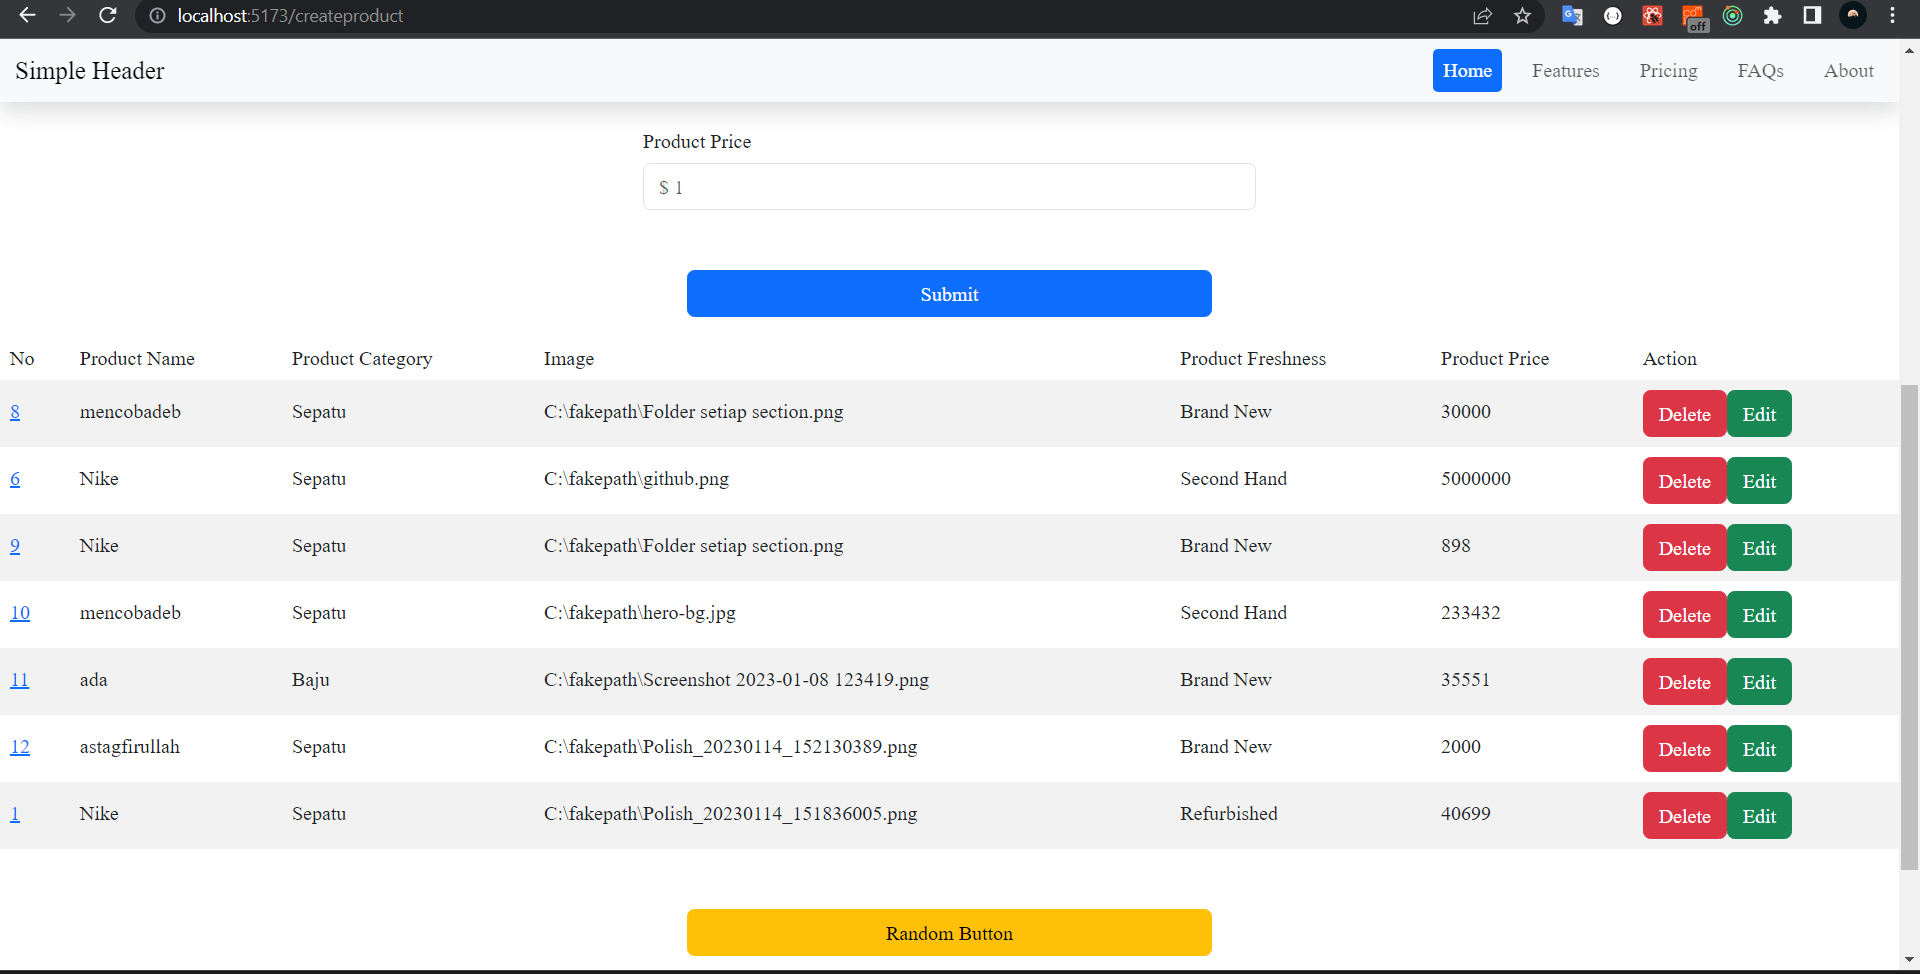 localhost:5173/createproduct
off
Simple Header Home Features Pricing FAQs About
Product Price
$ 1
Submit
No Product Name Product Category Image Product Freshness Product Price Action
8 mencobadeb Sepatu C:\fakepath\Folder setiap section.png Brand New 30000 Delete Edit
6 Nike Sepatu C:\fakepath\github.png Second Hand 5000000 Delete Edit
9 Nike Sepatu C:\fakepath\Folder setiap section.png Brand New 898 Delete Edit
10 mencobadeb Sepatu C:\fakepath\hero-bg.jpg Second Hand 233432 Delete Edit
11 ada Baju C:\fakepath\Screenshot 2023-01-08 123419.png Brand New 35551 Delete Edit
12 astagfirullah Sepatu C:\fakepath\Polish_20230114_152130389.png Brand New 2000 Delete Edit
1 Nike Sepatu C:\fakepath\Polish_20230114_151836005.png Refurbished 40699 Delete Edit
Random Button